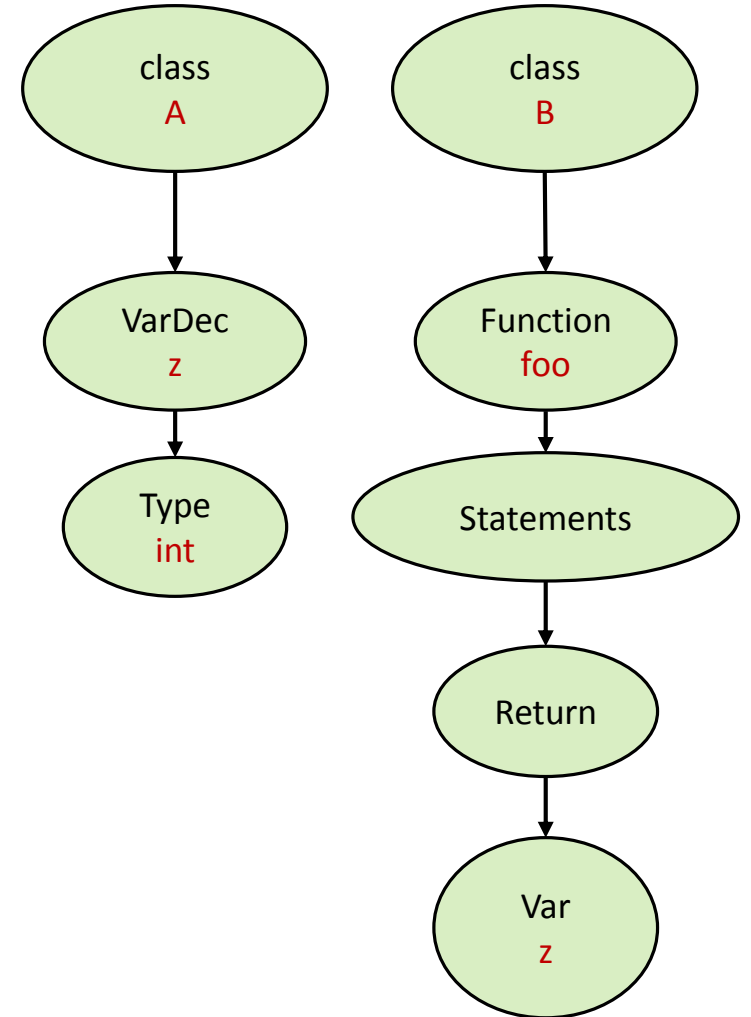 class
A
class
B
VarDec
z
Function
foo
Type
int
Statements
Return
Var
z